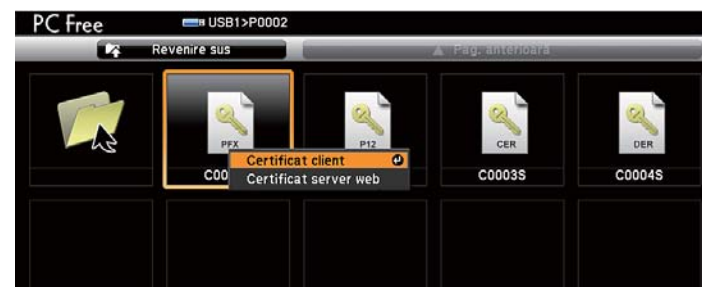 PC Free USB1>P0002
Revenire sus Pag. anterioară
PFX P12 CER DER
Certificat client
C00 C0003S C0004S
Certificat server web